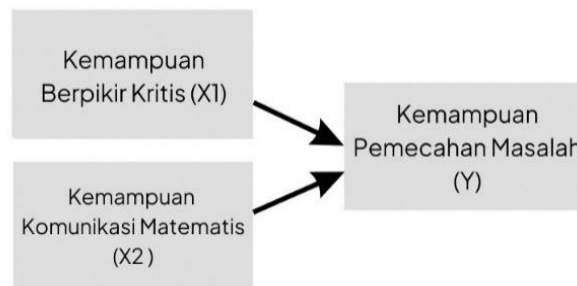 Kemampuan
Berpikir Kritis (X1)
Kemampuan
Komunikasi Matematis
(X2)
Kemampuan
Pemecahan Masalah
(Y)